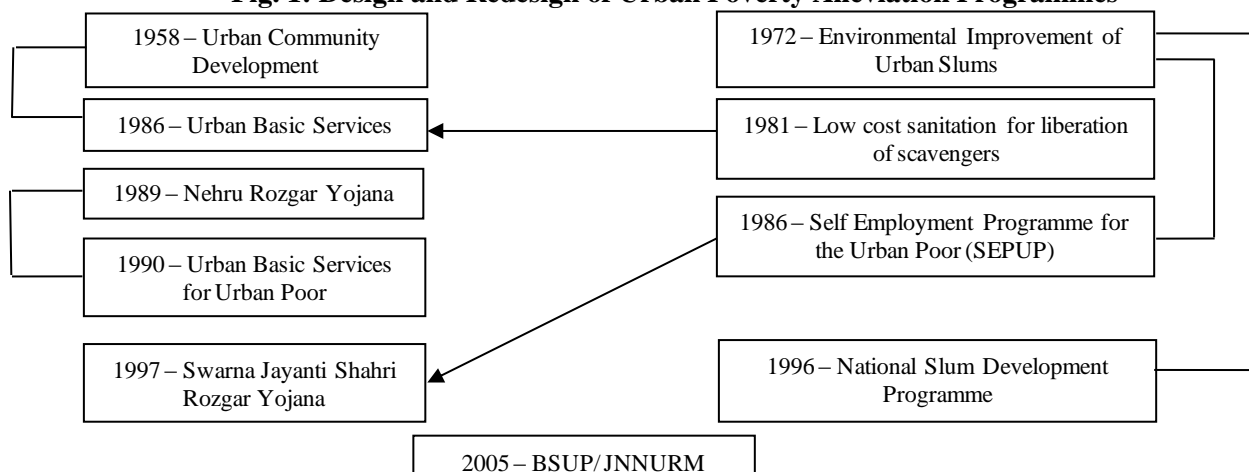 Fig. 1: Design and Redesign of Urban Poverty Alleviation Programmes
1958 – Urban Community
Development
1986 – Urban Basic Services
1989 – Nehru Rozgar Yojana
1990 – Urban Basic Services
for Urban Poor
1997 – Swarna Jayanti Shahri
Rozgar Yojana
1972 – Environmental Improvement of
Urban Slums
1981 – Low cost sanitation for liberation
of scavengers
1986 – Self Employment Programme for
the Urban Poor (SEPUP)
1996 – National Slum Development
Programme
2005 – BSUP/JNNURM